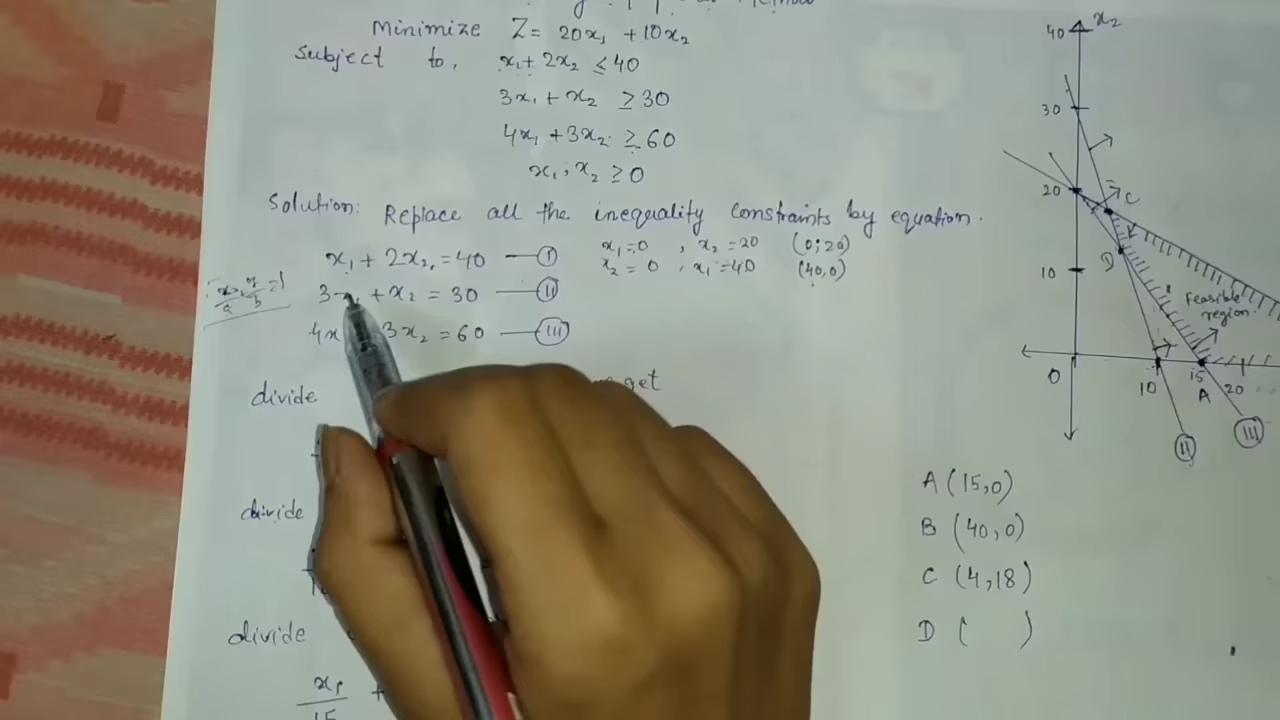 Minimize Z = 20x₁ + 10x₂
Subject to, x₁ + 2x₂ ≤ 40
3x₁ + x₂ ≥ 30
4x₁ + 3x₂ ≥ 60
x₁, x₂ ≥ 0
Solution: Replace all the inequality constraints by equation.
x₁ + 2x₂ = 40 — Ⓘ x₁=0 , x₂=20 (0,20)
x₂ = 0 , x₁=40 (40,0)
x/a + y/b = 1
3x₁ + x₂ = 30 — Ⓘⓘ
4x 3x₂ = 60 — Ⓘⓘⓘ
divide get
divide
divide
x₁/15 +
x₂
40
30
20
C
10
D
Feasible
region.
0
10
15
20
A
II
III
A (15,0)
B (40,0)
C (4,18)
D ( )